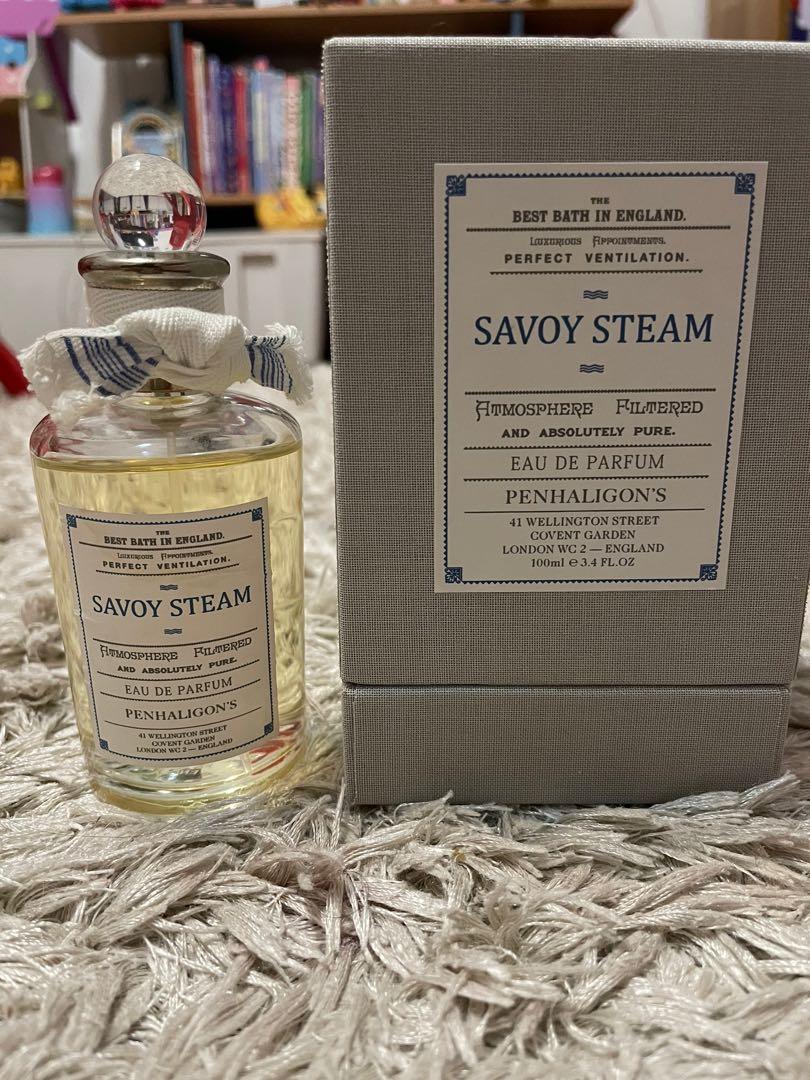 THE
BEST BATH IN ENGLAND.
LUXURIOUS APPOINTMENTS.
PERFECT VENTILATION.
SAVOY STEAM
ATMOSPHERE FILTERED
AND ABSOLUTELY PURE.
EAU DE PARFUM
PENHALIGON'S
41 WELLINGTON STREET
COVENT GARDEN
LONDON WC 2 — ENGLAND
THE
BEST BATH IN ENGLAND.
LUXURIOUS APPOINTMENTS.
PERFECT VENTILATION.
SAVOY STEAM
ATMOSPHERE FILTERED
AND ABSOLUTELY PURE.
EAU DE PARFUM
PENHALIGON'S
41 WELLINGTON STREET
COVENT GARDEN
LONDON WC 2 — ENGLAND
100ml ℮ 3.4 FL.OZ